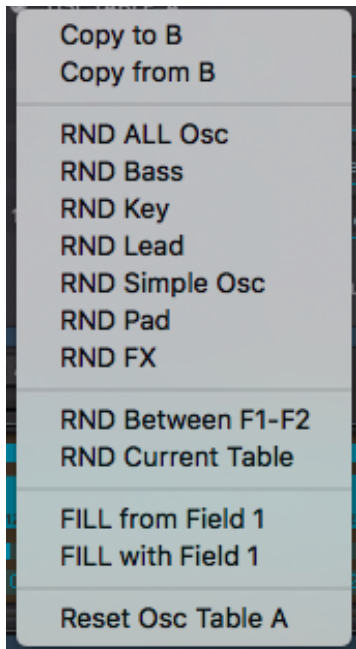 Copy to B
Copy from B
RND ALL Osc
RND Bass
RND Key
RND Lead
RND Simple Osc
RND Pad
RND FX
RND Between F1-F2
RND Current Table
FILL from Field 1
FILL with Field 1
Reset Osc Table A